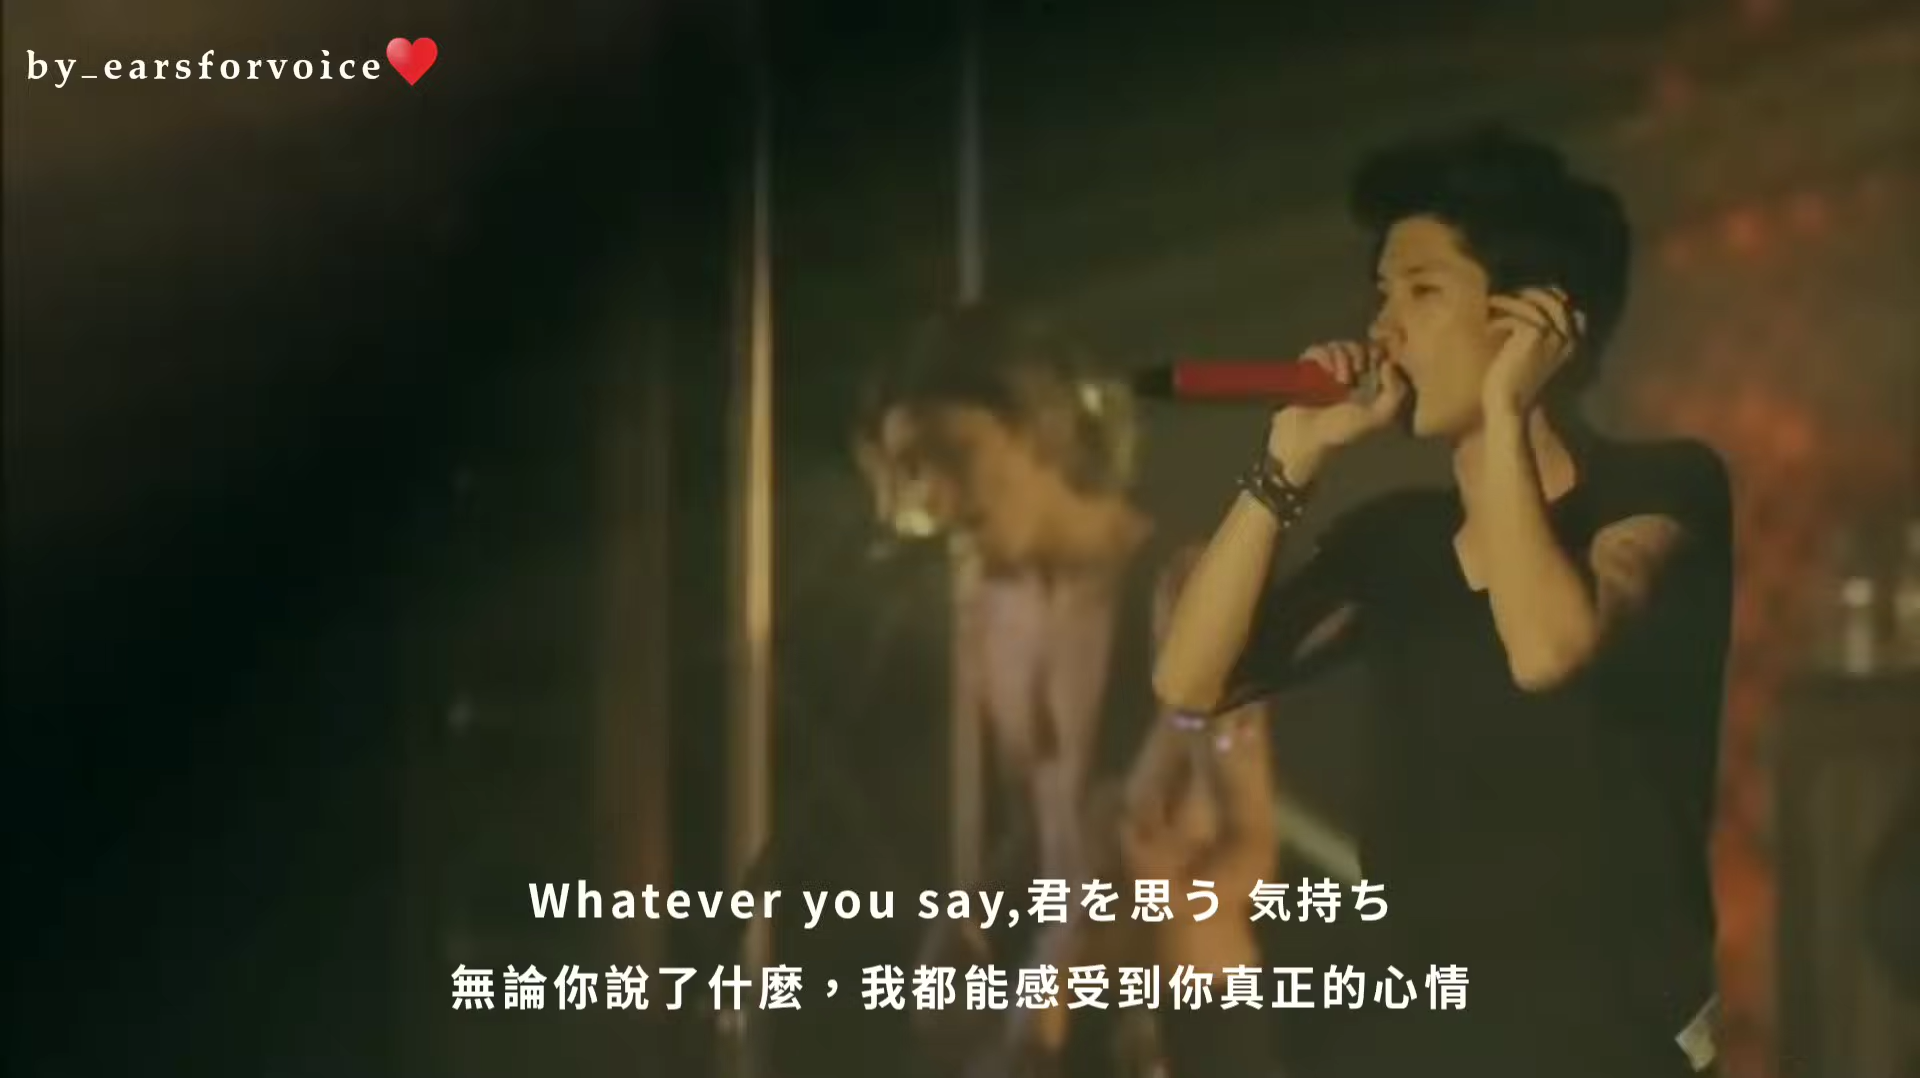 by_earsforvoice
Whatever you say,君を思う 気持ち
無論你說了什麼，我都能感受到你真正的心情